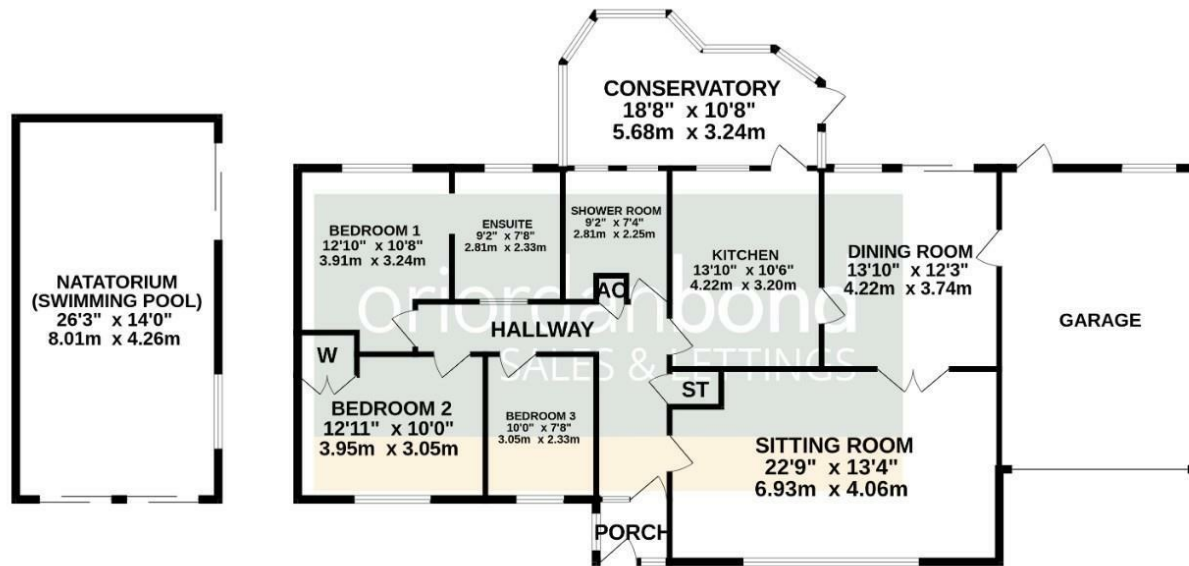 CONSERVATORY
18'8" x 10'8"
5.68m x 3.24m
NATATORIUM
(SWIMMING POOL)
26'3" x 14'0"
8.01m x 4.26m
BEDROOM 1
12'10" x 10'8"
3.91m x 3.24m
ENSUITE
9'2" x 7'8"
2.81m x 2.33m
SHOWER ROOM
9'2" x 7'4"
2.81m x 2.25m
KITCHEN
13'10" x 10'6"
4.22m x 3.20m
DINING ROOM
13'10" x 12'3"
4.22m x 3.74m
GARAGE
AC
oriordanbond
SALES & LETTINGS
HALLWAY
W
ST
BEDROOM 2
12'11" x 10'0"
3.95m x 3.05m
BEDROOM 3
10'0" x 7'8"
3.05m x 2.33m
SITTING ROOM
22'9" x 13'4"
6.93m x 4.06m
PORCH